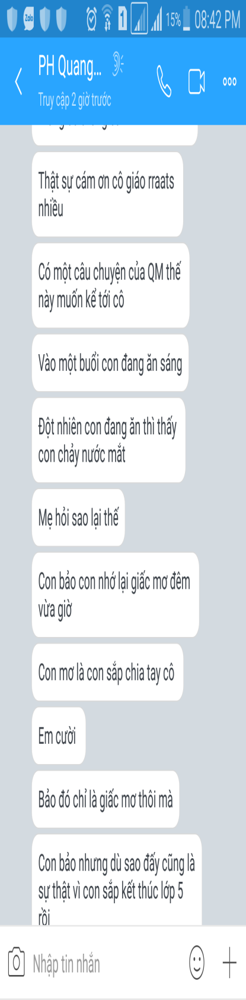 Zalo
1
15%
08:42 PM
PH Quang...
Truy cập 2 giờ trước
Thật sự cám ơn cô giáo rraats
nhiều
Có một câu chuyện của QM thế
này muốn kể tới cô
Vào một buổi con đang ăn sáng
Đột nhiên con đang ăn thì thấy
con chảy nước mắt
Mẹ hỏi sao lại thế
Con bảo con nhớ lại giấc mơ đêm
vừa giờ
Con mơ là con sắp chia tay cô
Em cười
Bảo đó chỉ là giấc mơ thôi mà
Con bảo nhưng dù sao đấy cũng là
sự thật vì con sắp kết thúc lớp 5
rồi
Nhập tin nhắn